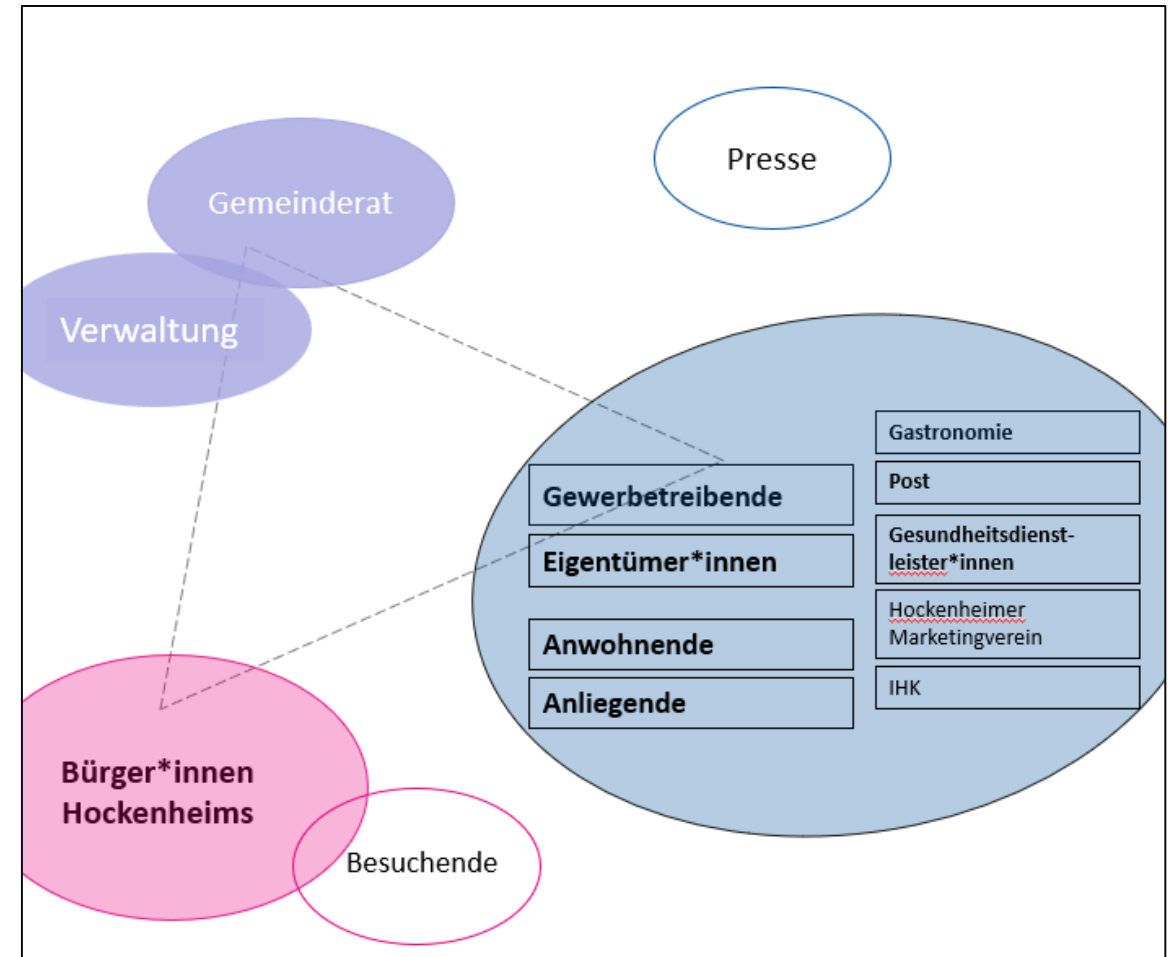 Presse
Gemeinderat
Verwaltung
Gewerbetreibende
Eigentümer*innen
Anwohnende
Anliegende
Gastronomie
Post
Gesundheitsdienst-
leister*innen
Hockenheimer
Marketingverein
IHK
Bürger*innen
Hockenheims
Besuchende